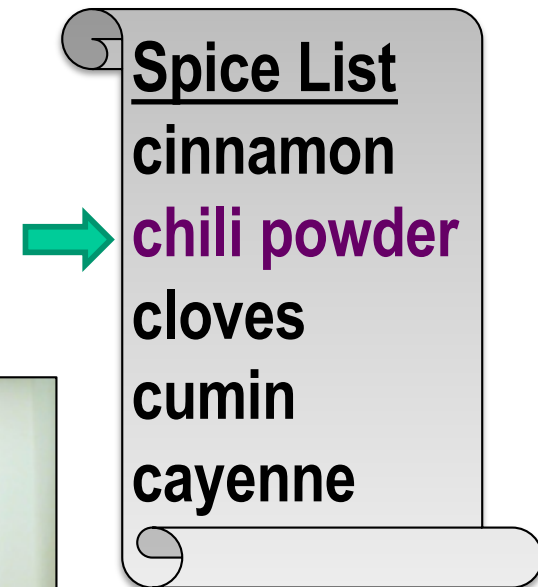 Spice List
cinnamon
chili powder
cloves
cumin
cayenne